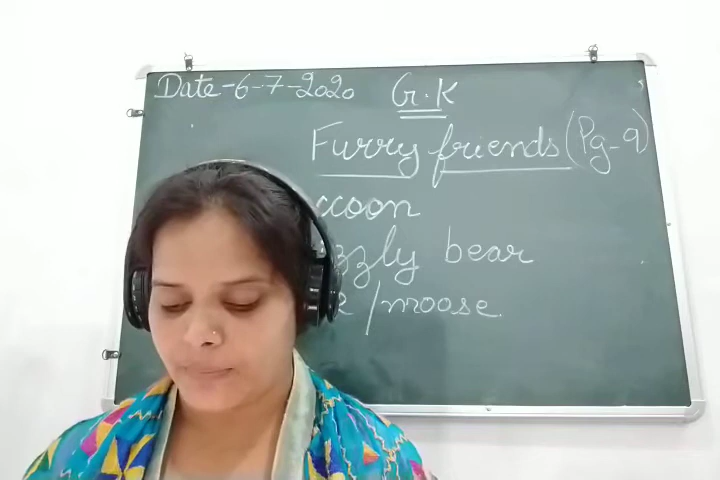 Date-6-7-2020 G.K
Furry friends (Pg-9)
ccoon
zzly bear
/moose